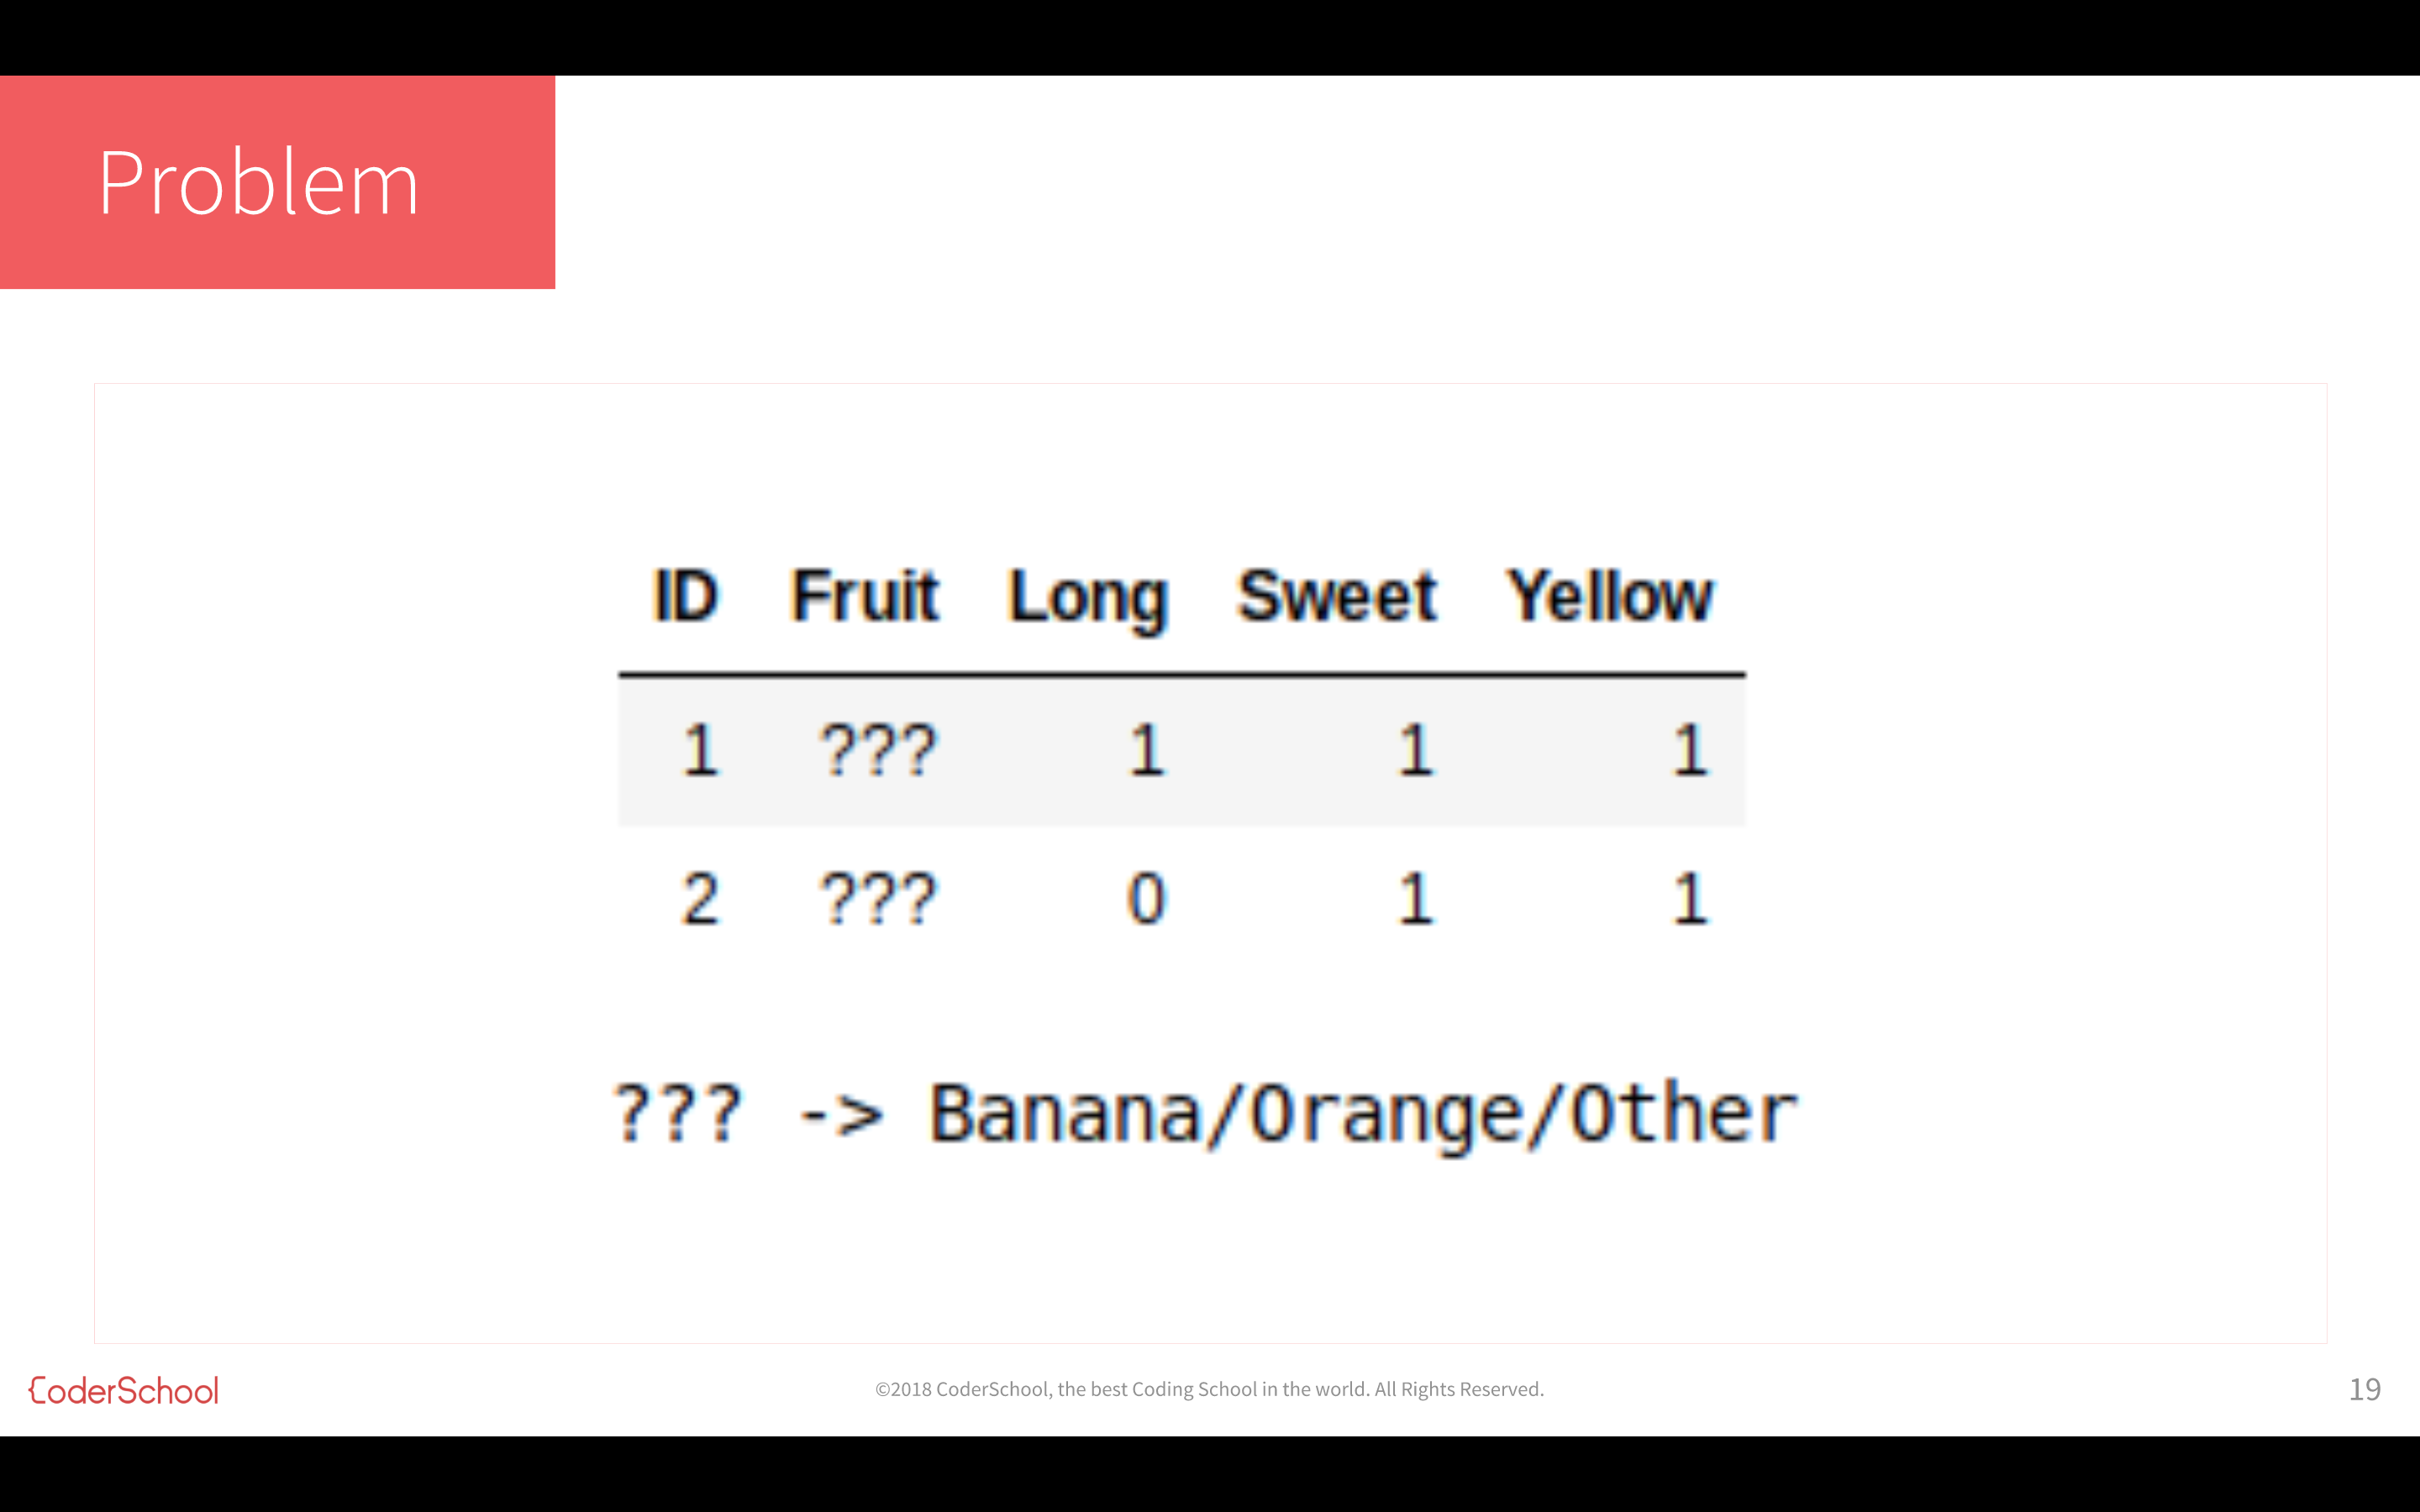 Problem
ID Fruit Long Sweet Yellow
1 ??? 1 1 1
2 ??? 0 1 1
??? -> Banana/Orange/Other
{CoderSchool
©2018 CoderSchool, the best Coding School in the world. All Rights Reserved.
19